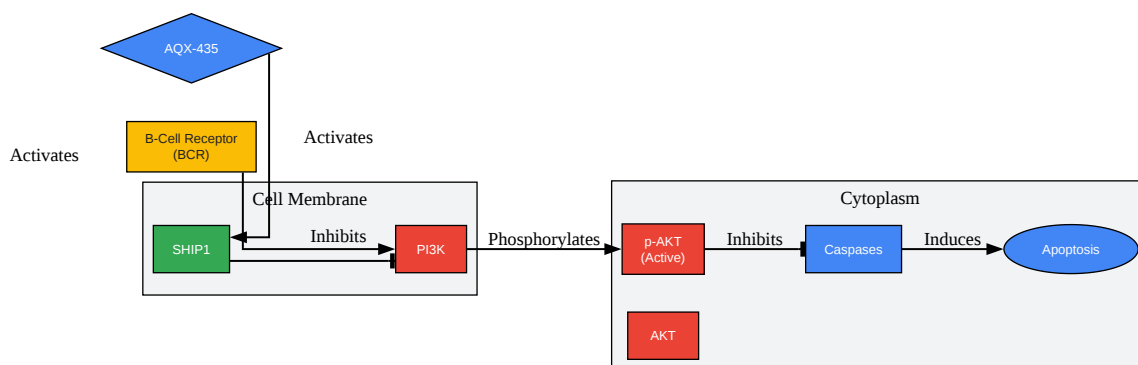 AQX-435
B-Cell Receptor
(BCR)
Activates
Activates
Cell Membrane
Cytoplasm
SHIP1
Inhibits
PI3K
Phosphorylates
p-AKT
(Active)
Inhibits
Caspases
Induces
Apoptosis
AKT